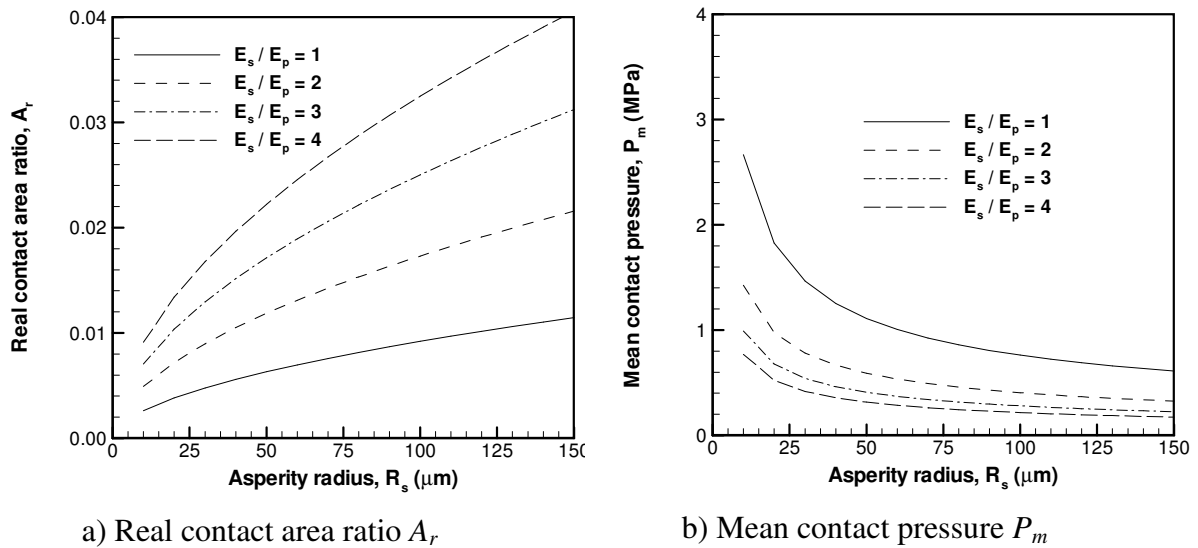 0.04
0.03
0.02
0.01
0.00
Real contact area ratio, A_r
E_s / E_p = 1
E_s / E_p = 2
E_s / E_p = 3
E_s / E_p = 4
0 25 50 75 100 125 150
Asperity radius, R_s (μm)
a) Real contact area ratio A_r
4
3
2
1
0
Mean contact pressure, P_m (MPa)
E_s / E_p = 1
E_s / E_p = 2
E_s / E_p = 3
E_s / E_p = 4
0 25 50 75 100 125 150
Asperity radius, R_s (μm)
b) Mean contact pressure P_m